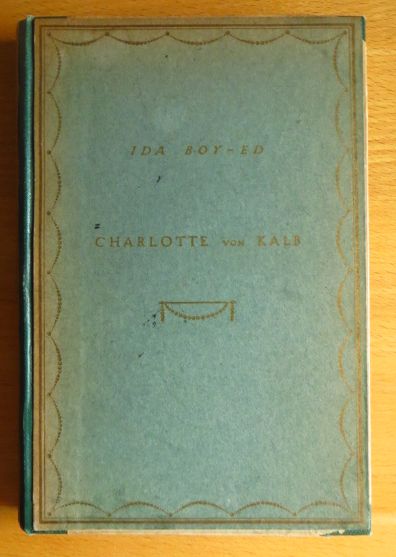 IDA BOY-ED
CHARLOTTE VON KALB